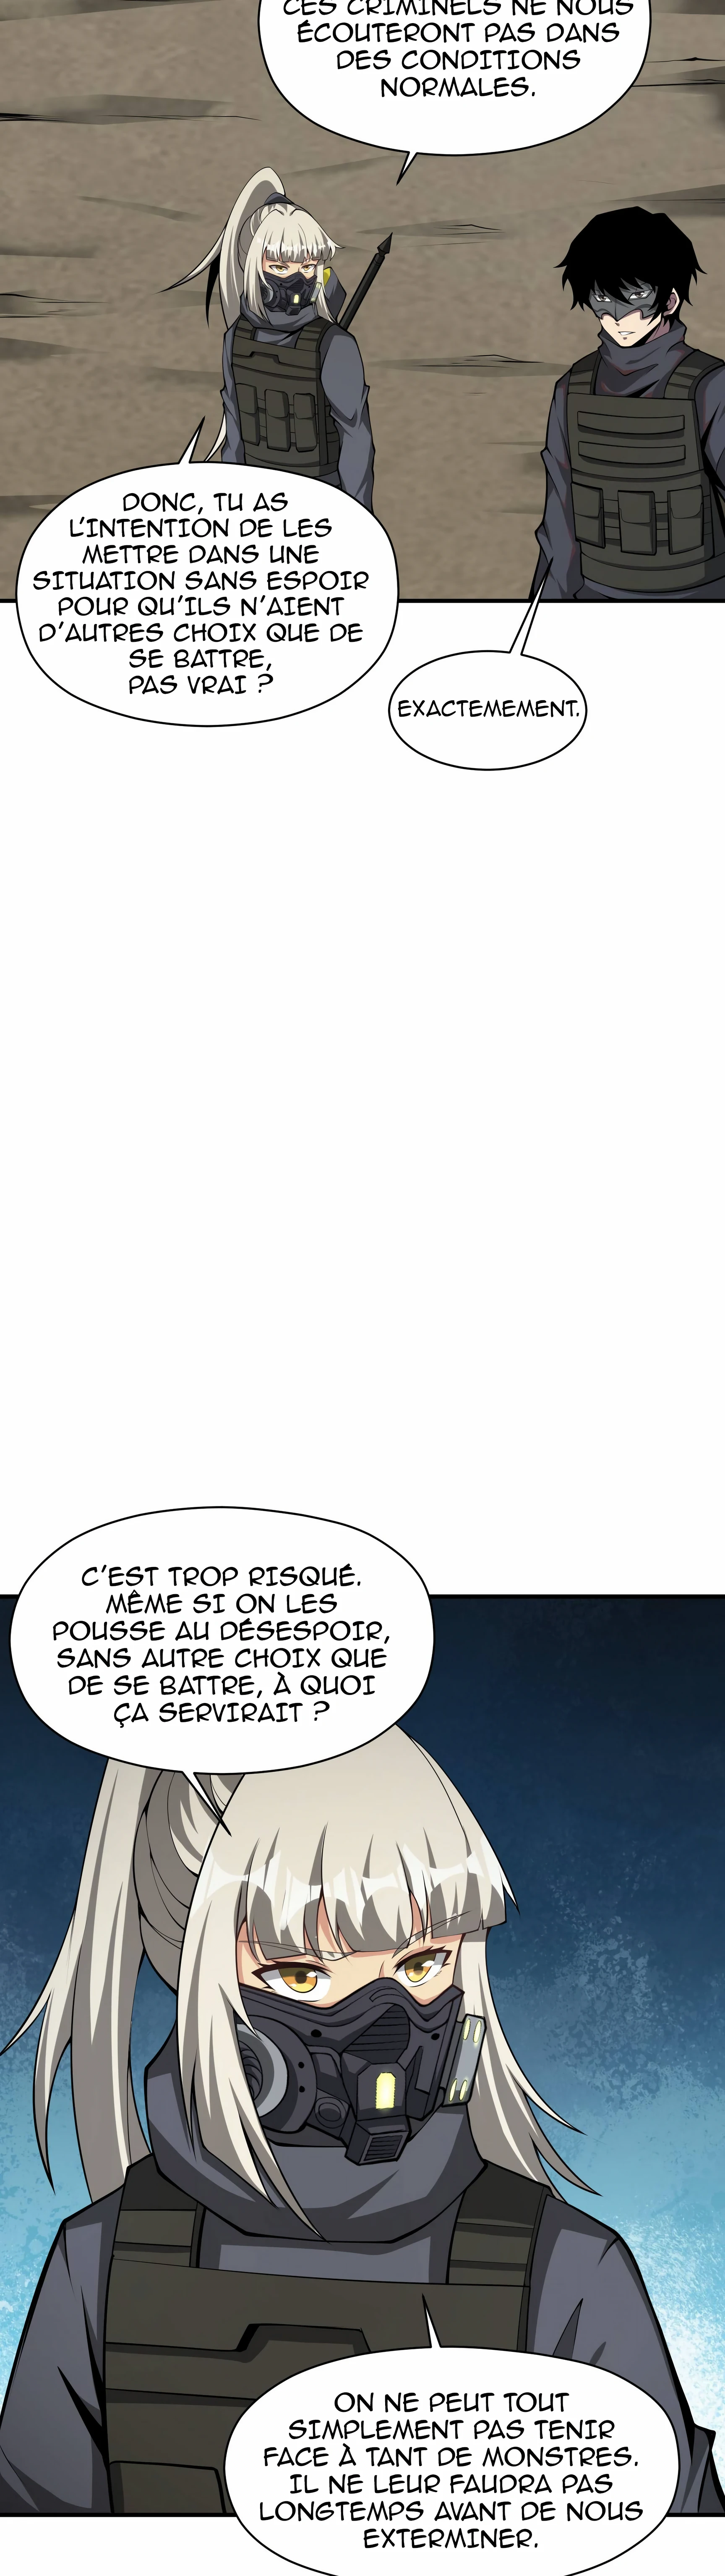 CES CRIMINELS NE NOUS
ÉCOUTERONT PAS DANS
DES CONDITIONS
NORMALES.
DONC, TU AS
L'INTENTION DE LES
METTRE DANS UNE
SITUATION SANS ESPOIR
POUR QU'ILS N'AIENT
D'AUTRES CHOIX QUE DE
SE BATTRE,
PAS VRAI ?
EXACTEMEMENT.
C'EST TROP RISQUÉ.
MÊME SI ON LES
POUSSE AU DÉSESPOIR,
SANS AUTRE CHOIX QUE
DE SE BATTRE, À QUOI
ÇA SERVIRAIT ?
ON NE PEUT TOUT
SIMPLEMENT PAS TENIR
FACE À TANT DE MONSTRES.
IL NE LEUR FAUDRA PAS
LONGTEMPS AVANT DE NOUS
EXTERMINER.